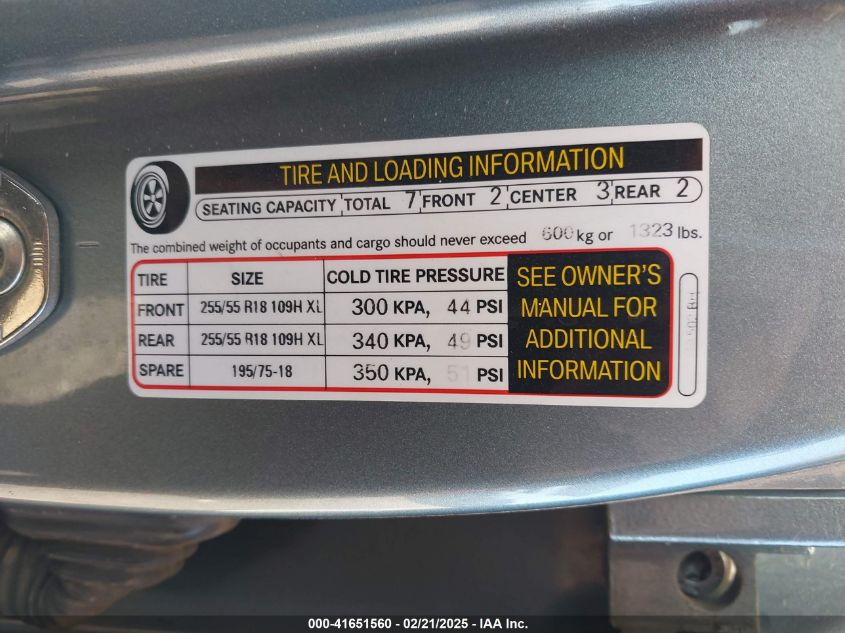 TIRE AND LOADING INFORMATION
SEATING CAPACITY TOTAL 7 FRONT 2 CENTER 3 REAR 2
The combined weight of occupants and cargo should never exceed 600 kg or 1323 lbs.
TIRE SIZE COLD TIRE PRESSURE
FRONT 255/55 R18 109H XL 300 KPA, 44 PSI
REAR 255/55 R18 109H XL 340 KPA, 49 PSI
SPARE 195/75-18 350 KPA, 51 PSI
SEE OWNER'S
MANUAL FOR
ADDITIONAL
INFORMATION
000-41651560 - 02/21/2025 - IAA Inc.